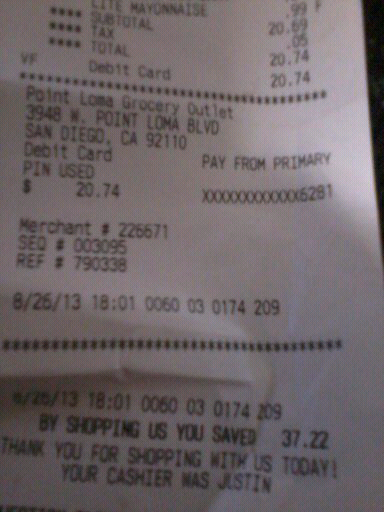 LITE MAYONNAISE .99 F
**** SUBTOTAL 20.69
**** TAX .05
**** TOTAL 20.74
VF Debit Card 20.74
****************************************
Point Loma Grocery Outlet
3948 W. POINT LOMA BLVD
SAN DIEGO, CA 92110
Debit Card PAY FROM PRIMARY
PIN USED
$ 20.74 XXXXXXXXXXXX6281
Merchant # 226671
SEQ # 003095
REF # 790338
8/26/13 18:01 0060 03 0174 209
****************************************
8/26/13 18:01 0060 03 0174 209
BY SHOPPING US YOU SAVED 37.22
THANK YOU FOR SHOPPING WITH US TODAY!
YOUR CASHIER WAS JUSTIN